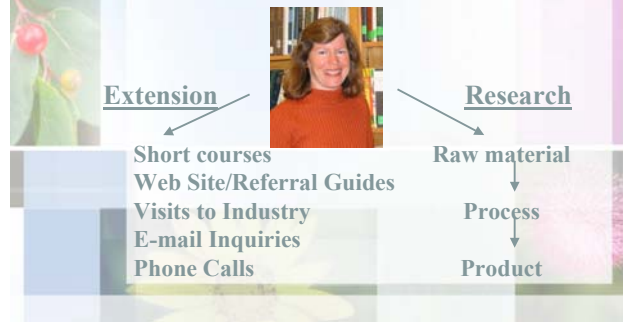 Extension
Research
Short courses
Web Site/Referral Guides
Visits to Industry
E-mail Inquiries
Phone Calls
Raw material
Process
Product